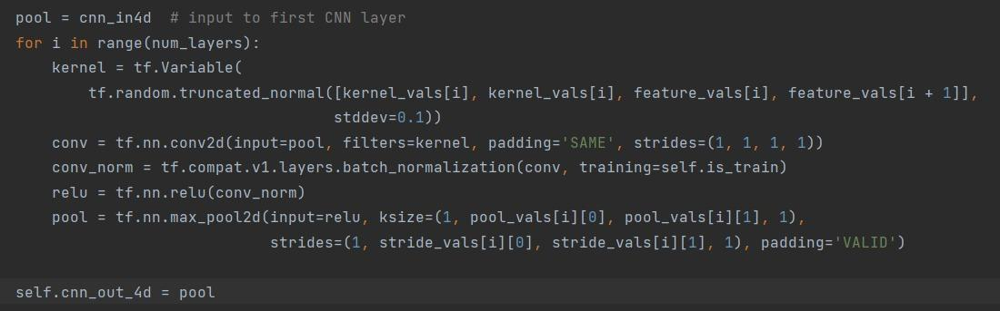 pool = cnn_in4d  # input to first CNN layer
for i in range(num_layers):
    kernel = tf.Variable(
        tf.random.truncated_normal([kernel_vals[i], kernel_vals[i], feature_vals[i], feature_vals[i + 1]],
                                   stddev=0.1))
    conv = tf.nn.conv2d(input=pool, filters=kernel, padding='SAME', strides=(1, 1, 1, 1))
    conv_norm = tf.compat.v1.layers.batch_normalization(conv, training=self.is_train)
    relu = tf.nn.relu(conv_norm)
    pool = tf.nn.max_pool2d(input=relu, ksize=(1, pool_vals[i][0], pool_vals[i][1], 1),
                            strides=(1, stride_vals[i][0], stride_vals[i][1], 1), padding='VALID')

self.cnn_out_4d = pool